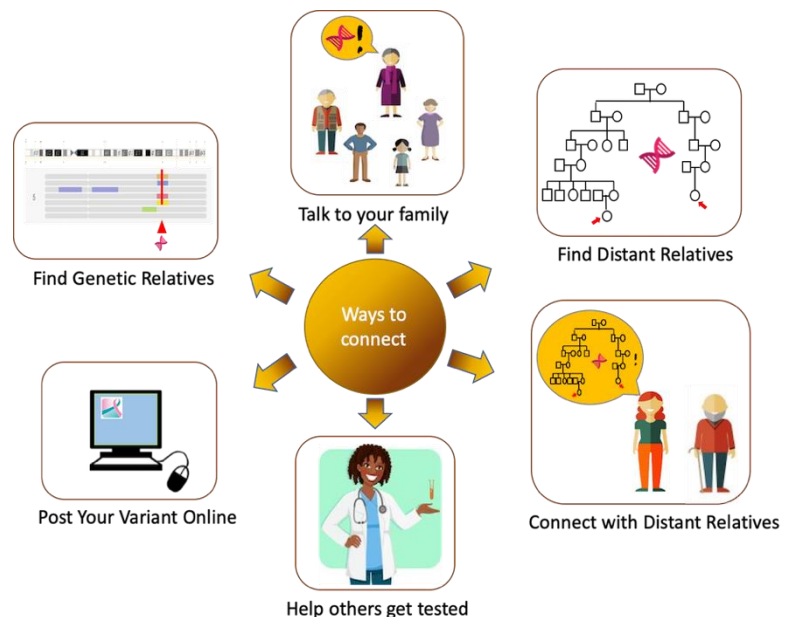 Talk to your family
Find Distant Relatives
Find Genetic Relatives
Ways to
connect
5
Post Your Variant Online
Connect with Distant Relatives
Help others get tested